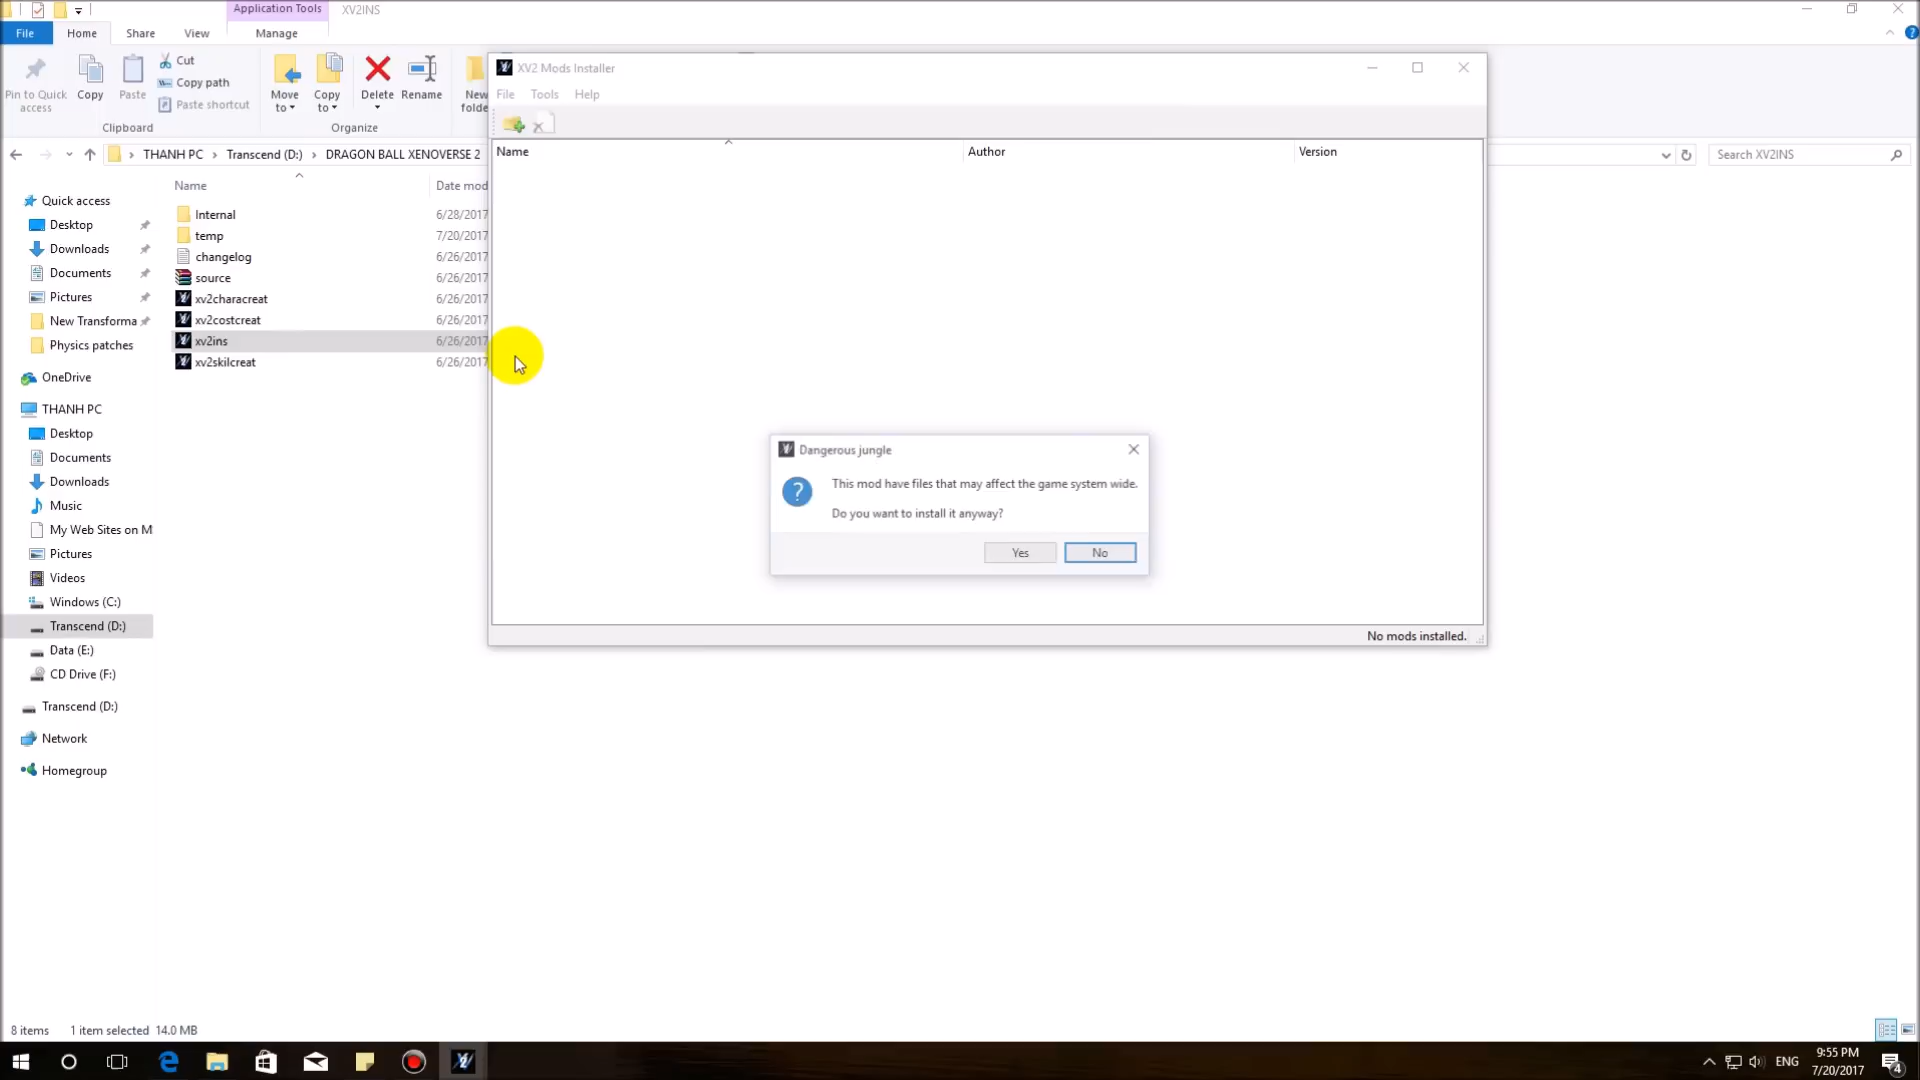 Application Tools
XV2INS
File
Home
Share
View
Manage
Pin to Quick
access
Copy
Paste
Cut
Copy path
Paste shortcut
Clipboard
Move
to
Copy
to
Delete
Rename
Organize
New
folde
THANH PC
Transcend (D:)
DRAGON BALL XENOVERSE 2
Search XV2INS
Quick access
Desktop
Downloads
Documents
Pictures
New Transforma
Physics patches
OneDrive
THANH PC
Desktop
Documents
Downloads
Music
My Web Sites on M
Pictures
Videos
Windows (C:)
Transcend (D:)
Data (E:)
CD Drive (F:)
Transcend (D:)
Network
Homegroup
Name
Date mod
Internal
6/28/2017
temp
7/20/2017
changelog
6/26/2017
source
6/26/2017
xv2characreat
6/26/2017
xv2costcreat
6/26/2017
xv2ins
6/26/2017
xv2skilcreat
6/26/2017
XV2 Mods Installer
File
Tools
Help
Name
Author
Version
Dangerous jungle
This mod have files that may affect the game system wide.
Do you want to install it anyway?
Yes
No
No mods installed.
8 items
1 item selected
14.0 MB
ENG
9:55 PM
7/20/2017
4